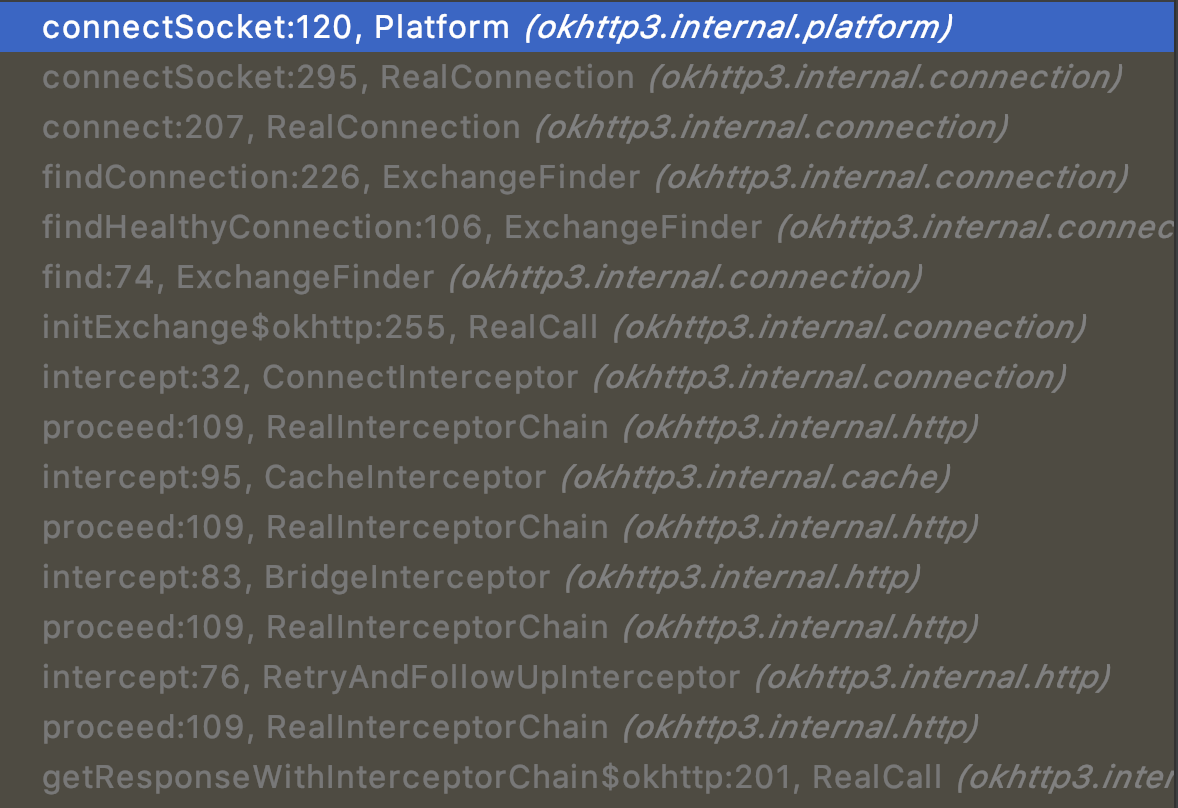 connectSocket:120, Platform (okhttp3.internal.platform)
connectSocket:295, RealConnection (okhttp3.internal.connection)
connect:207, RealConnection (okhttp3.internal.connection)
findConnection:226, ExchangeFinder (okhttp3.internal.connection)
findHealthyConnection:106, ExchangeFinder (okhttp3.internal.connec
find:74, ExchangeFinder (okhttp3.internal.connection)
initExchange$okhttp:255, RealCall (okhttp3.internal.connection)
intercept:32, ConnectInterceptor (okhttp3.internal.connection)
proceed:109, RealInterceptorChain (okhttp3.internal.http)
intercept:95, CacheInterceptor (okhttp3.internal.cache)
proceed:109, RealInterceptorChain (okhttp3.internal.http)
intercept:83, BridgeInterceptor (okhttp3.internal.http)
proceed:109, RealInterceptorChain (okhttp3.internal.http)
intercept:76, RetryAndFollowUpInterceptor (okhttp3.internal.http)
proceed:109, RealInterceptorChain (okhttp3.internal.http)
getResponseWithInterceptorChain$okhttp:201, RealCall (okhttp3.inter